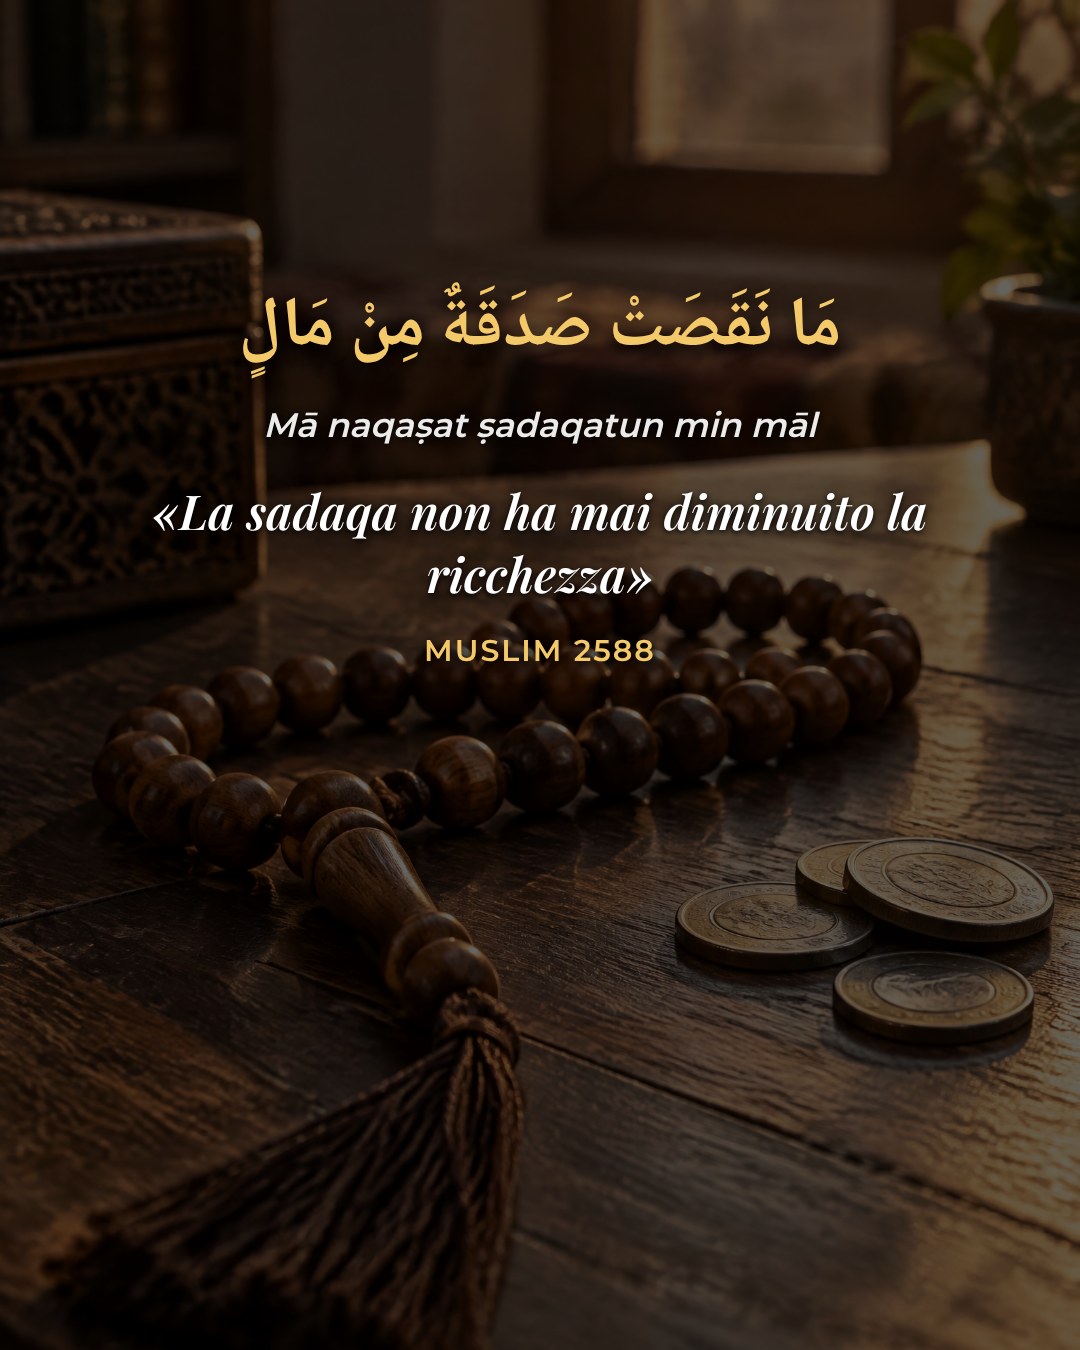 مَا نَقَصَتْ صَدَقَةٌ مِنْ مَالٍ
Mā naqaṣat ṣadaqatun min māl
«La sadaqa non ha mai diminuito la
ricchezza»
MUSLIM 2588